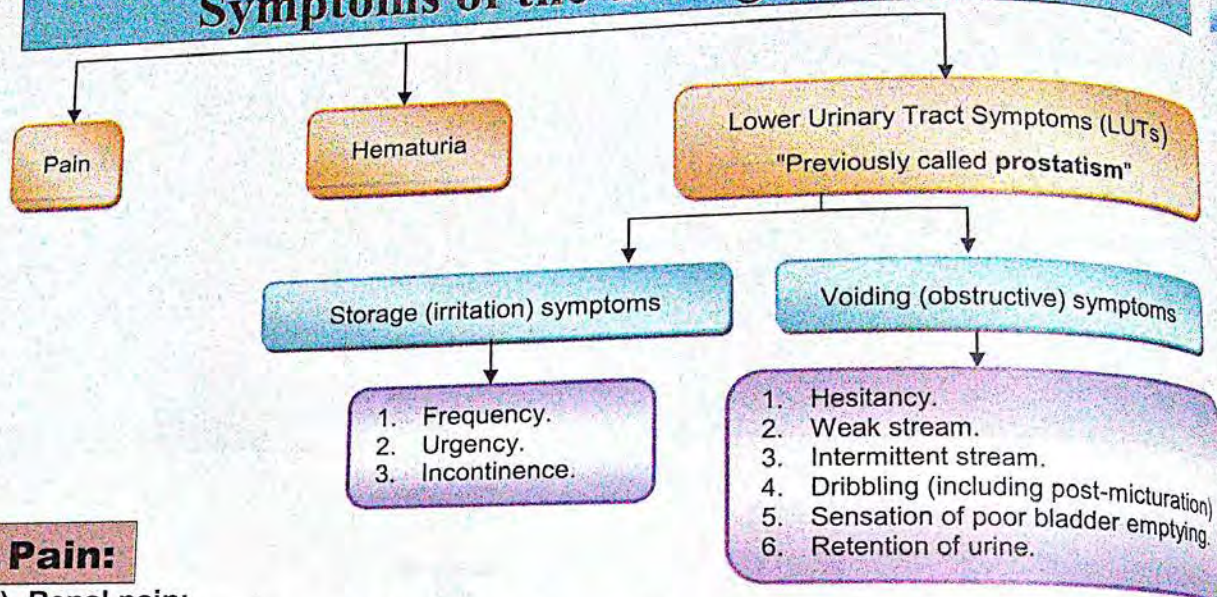 Symptoms of the
Pain
Hematuria
Lower Urinary Tract Symptoms (LUTs)
"Previously called prostatism"
Storage (irritation) symptoms
Voiding (obstructive) symptoms
1. Frequency.
2. Urgency.
3. Incontinence.
1. Hesitancy.
2. Weak stream.
3. Intermittent stream.
4. Dribbling (including post-micturation)
5. Sensation of poor bladder emptying.
6. Retention of urine.
Pain:
Renal pain: